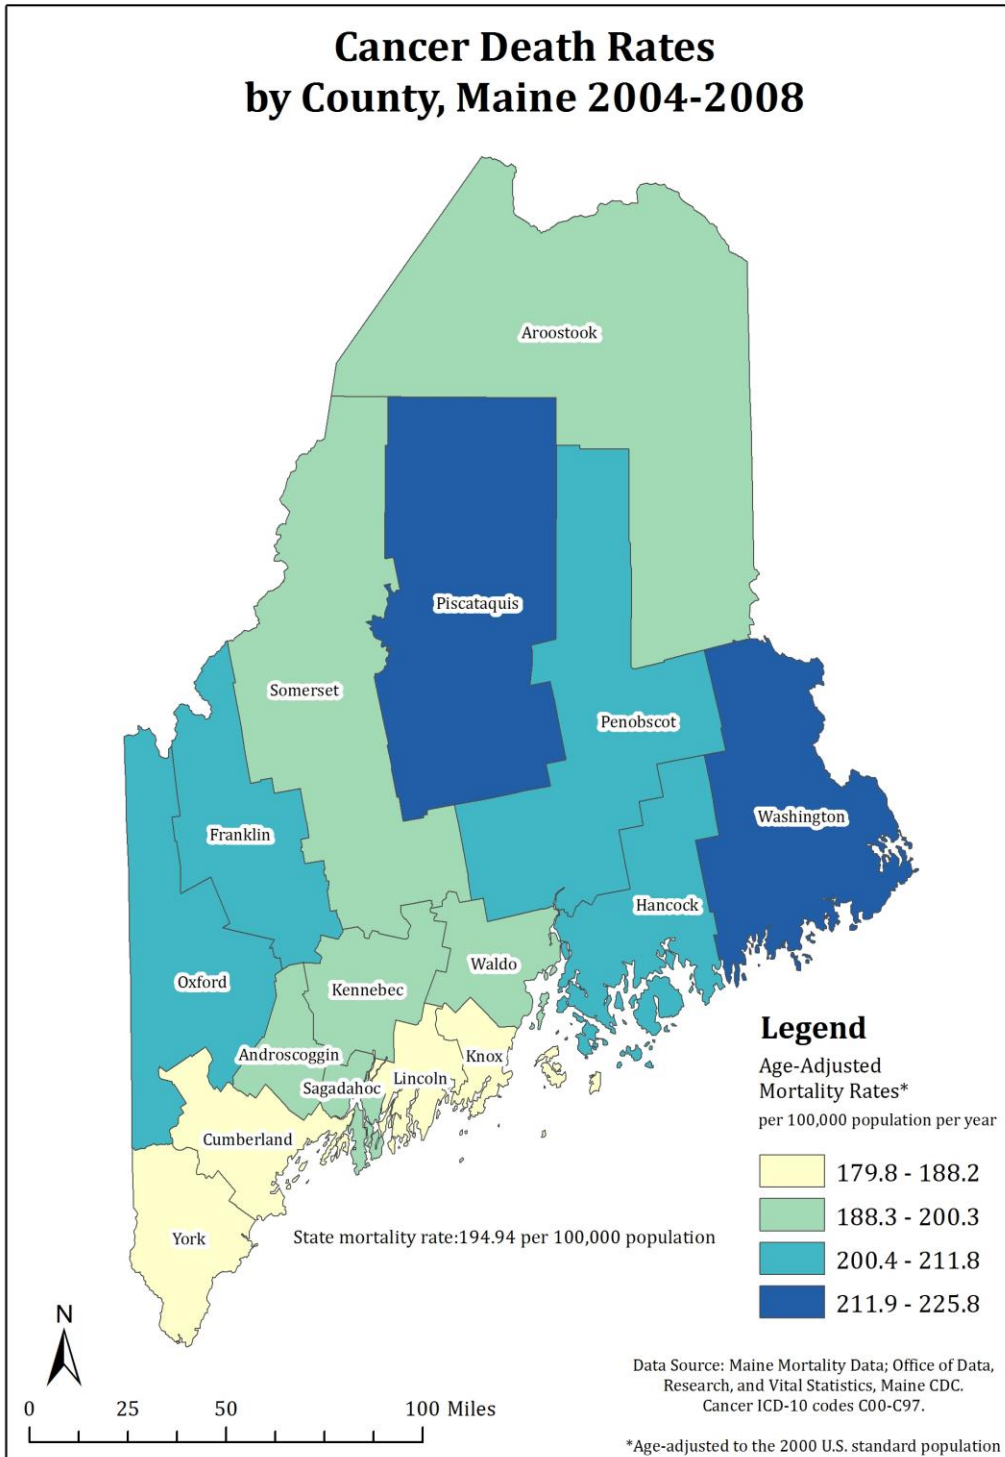 Cancer Death Rates
by County, Maine 2004-2008
Aroostook
Piscataquis
Somerset
Penobscot
Washington
Franklin
Hancock
Waldo
Oxford
Kennebec
Androscoggin
Knox
Lincoln
Sagadahoc
Cumberland
York
State mortality rate:194.94 per 100,000 population
Legend
Age-Adjusted
Mortality Rates*
per 100,000 population per year
179.8 - 188.2
188.3 - 200.3
200.4 - 211.8
211.9 - 225.8
N
0 25 50 100 Miles
Data Source: Maine Mortality Data; Office of Data,
Research, and Vital Statistics, Maine CDC.
Cancer ICD-10 codes C00-C97.
*Age-adjusted to the 2000 U.S. standard population